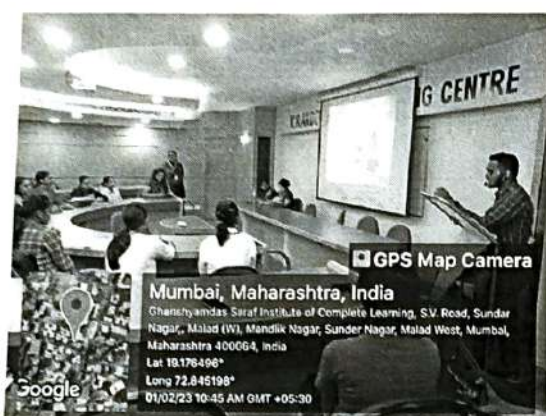 G CENTRE
GPS Map Camera
Mumbai, Maharashtra, India
Ghanshyamdas Saraf Institute of Complete Learning, S.V. Road, Sundar
Nagar,, Malad (W), Mandlik Nagar, Sunder Nagar, Malad West, Mumbai,
Maharashtra 400064, India
Lat 19.176496°
Long 72.845198°
01/02/23 10:45 AM GMT +05:30
Google